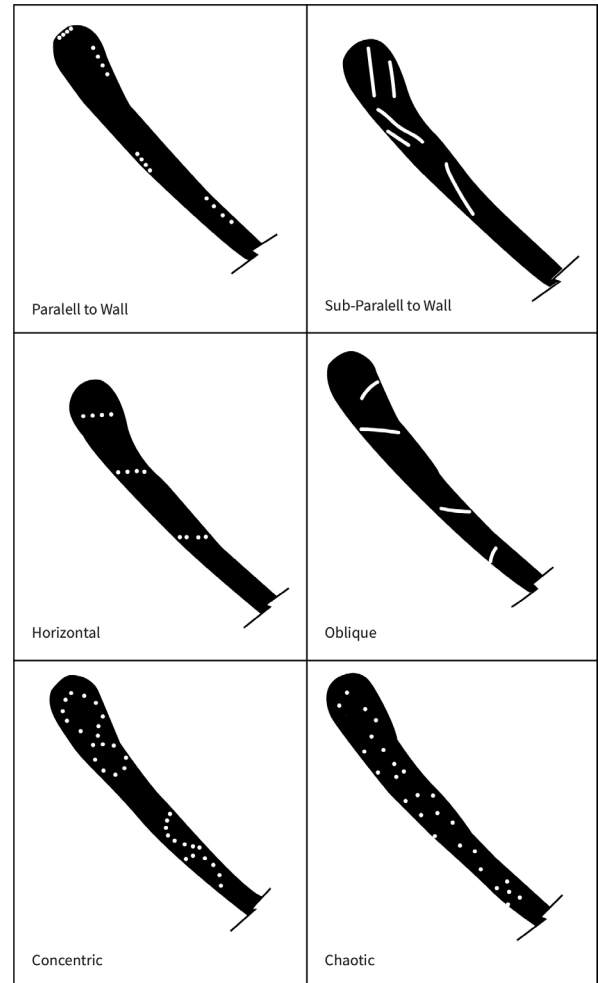 Paralell to Wall
Sub-Paralell to Wall
Horizontal
Oblique
Concentric
Chaotic